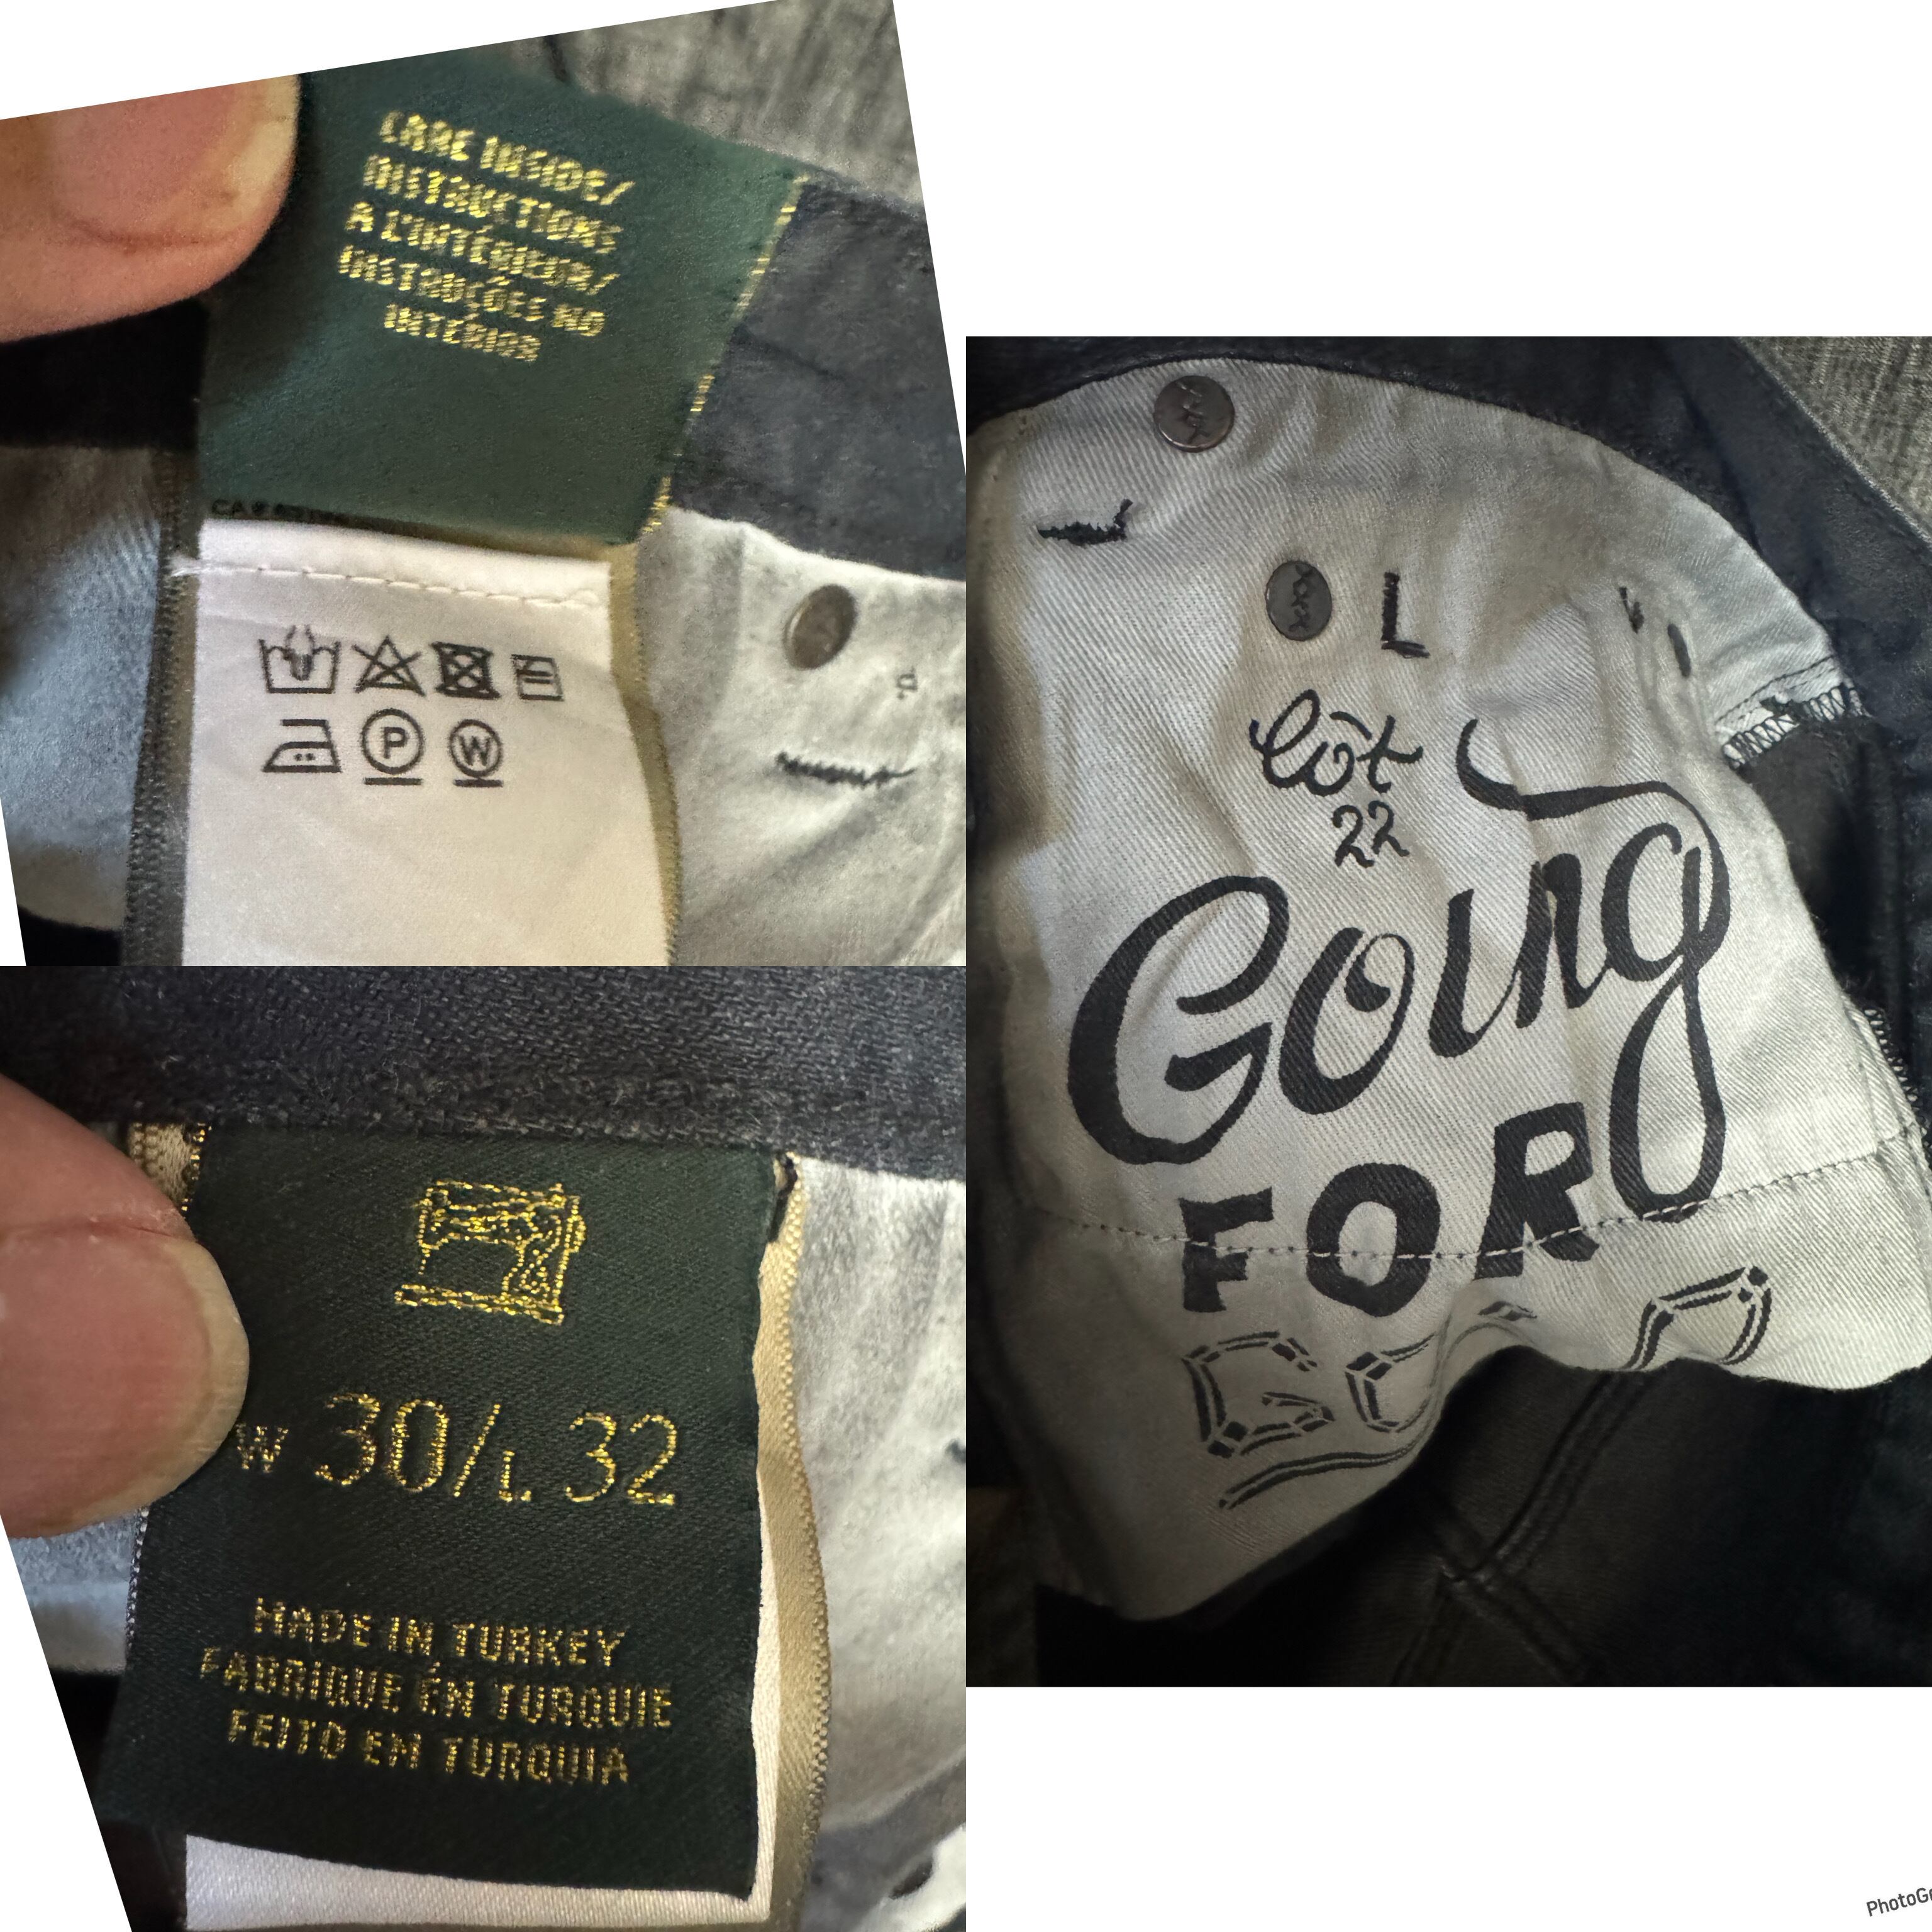 CARE INSIDE/
INSTRUCTIONS
A L'INTÉRIEUR/
INSTRUÇÕES NO
INTERIOR
P
W
W 30/L 32
MADE IN TURKEY
FABRIQUE EN TURQUIE
FEITO EM TURQUIA
L
lot
22
Going
FOR